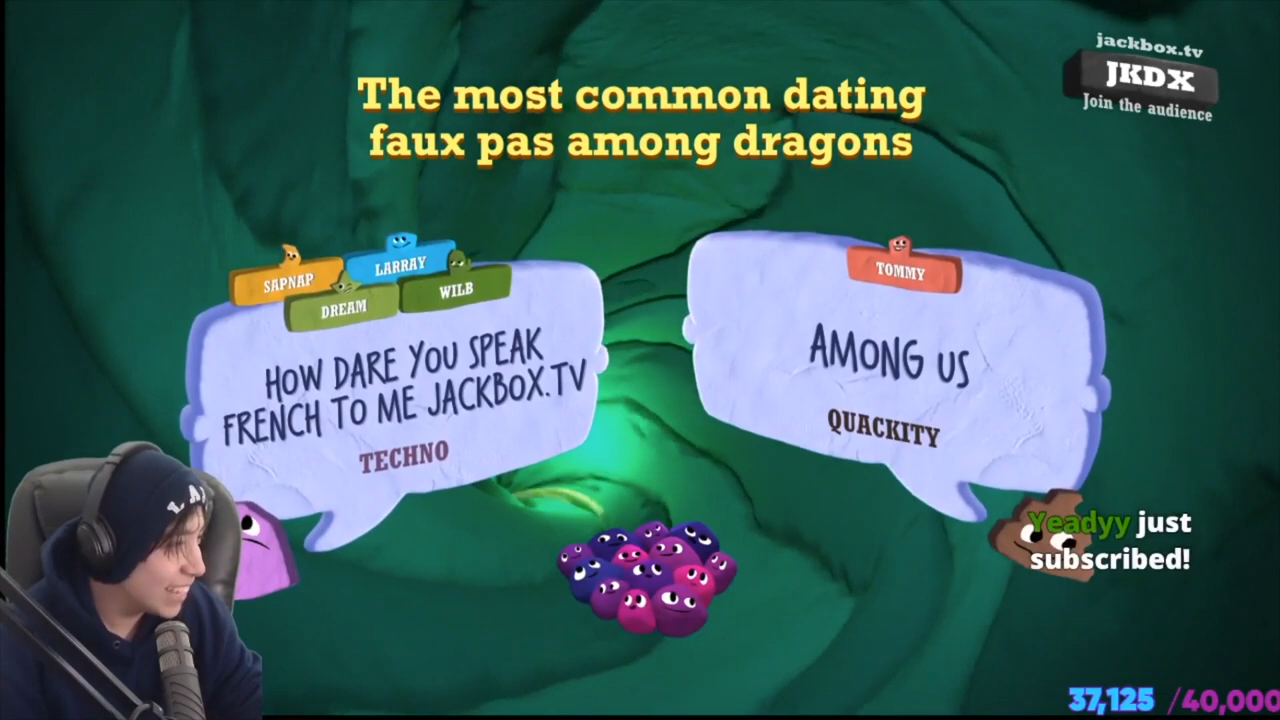 jackbox.tv
JKDX
Join the audience
The most common dating
faux pas among dragons
SAPNAP
LARRAY
DREAM
WILB
HOW DARE YOU SPEAK
FRENCH TO ME JACKBOX.TV
TECHNO
TOMMY
AMONG US
QUACKITY
Yeadyy just
subscribed!
37,125 /40,000